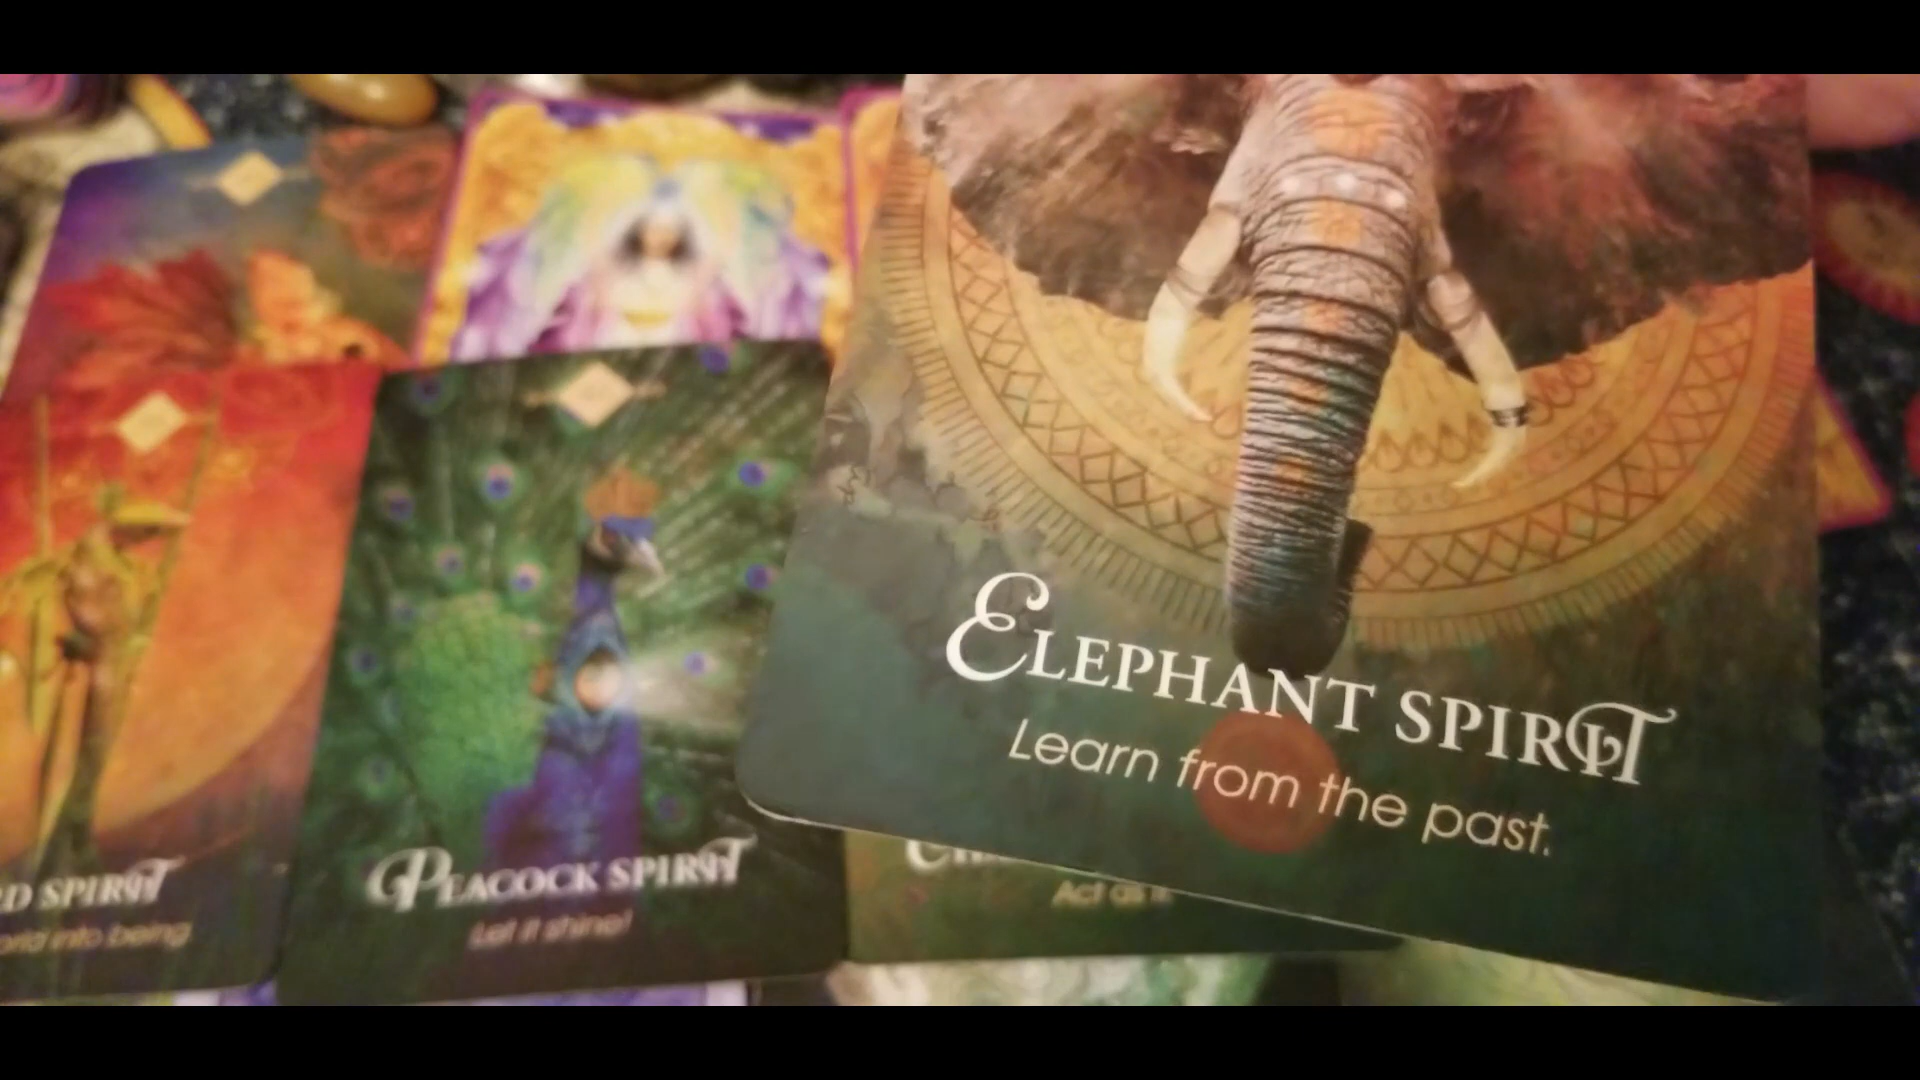 ELEPHANT SPIRIT
Learn from the past.
PEACOCK SPIRIT
Let it shine!
SPIRIT
into being
Act as